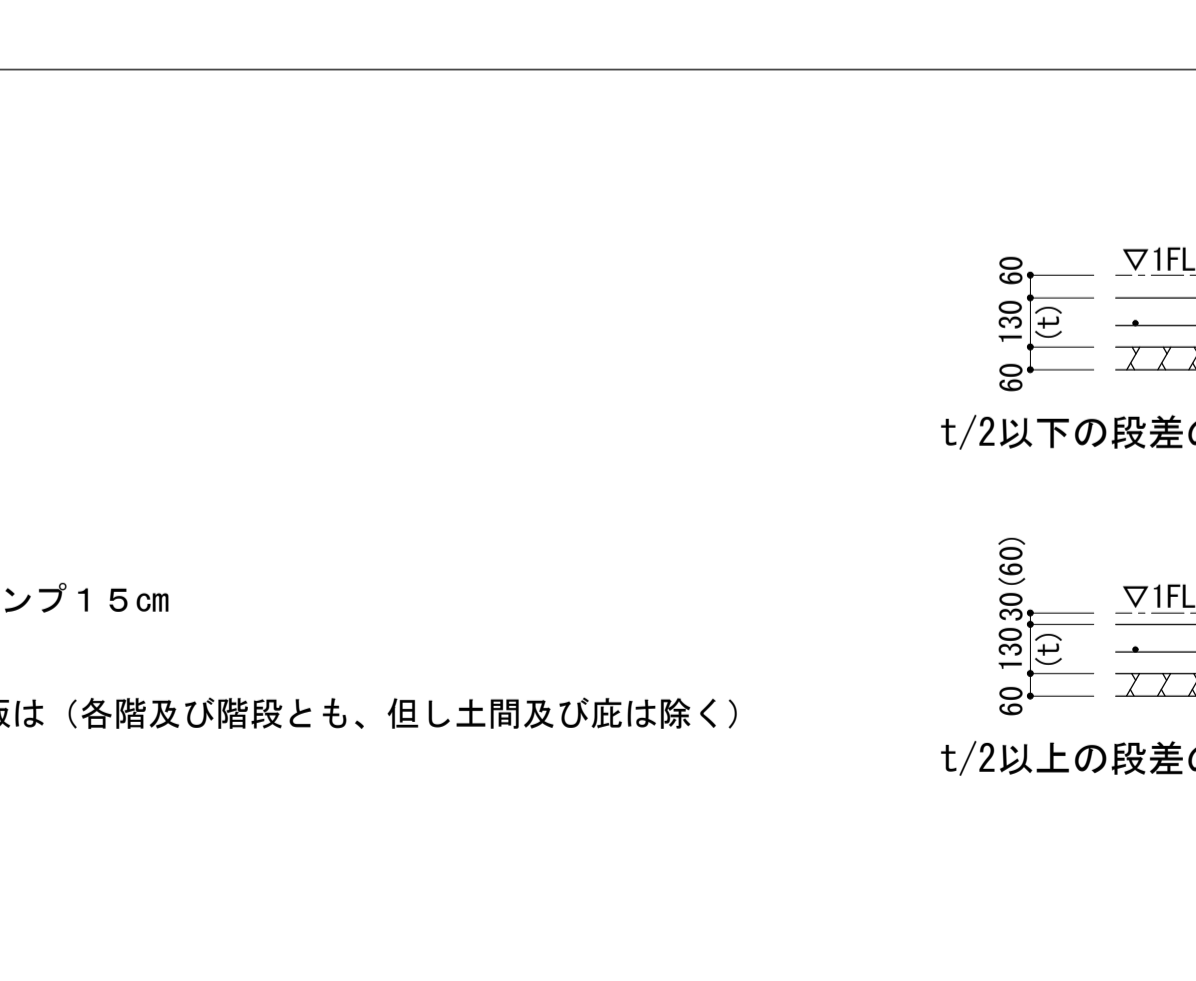 ▽1FL
60
130
(t)
60
t/2以下の段差
ンプ１５㎝
は（各階及び階段とも、但し土間及び庇は除く）
▽1FL
30(60)
130
(t)
60
t/2以上の段差